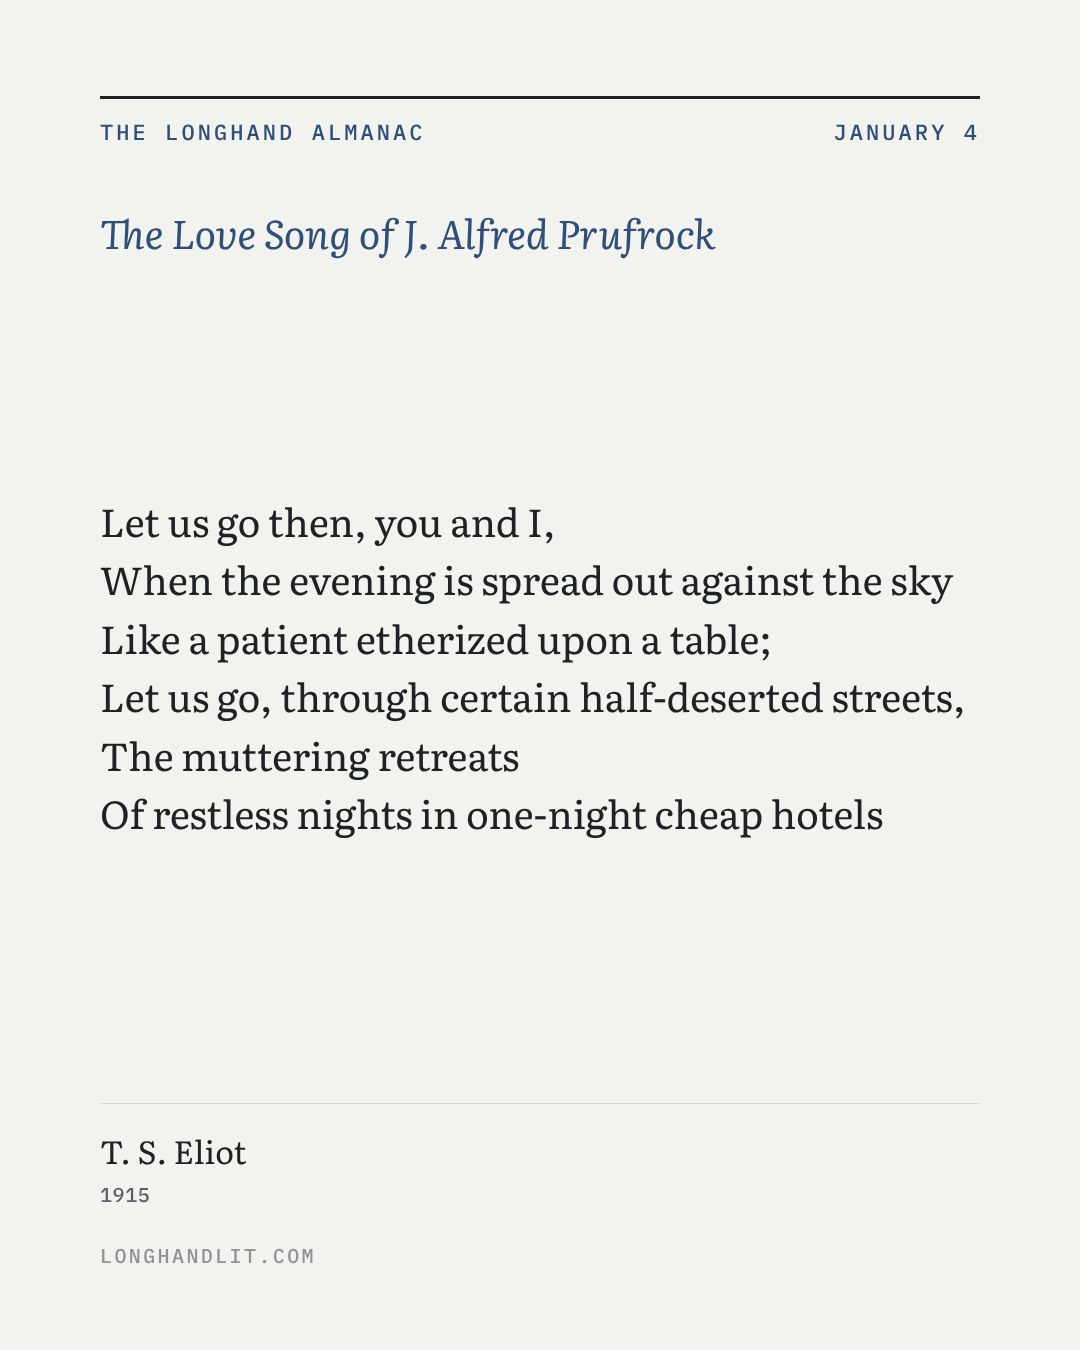 THE LONGHAND ALMANAC JANUARY 4
The Love Song of J. Alfred Prufrock
Let us go then, you and I,
When the evening is spread out against the sky
Like a patient etherized upon a table;
Let us go, through certain half-deserted streets,
The muttering retreats
Of restless nights in one-night cheap hotels
T. S. Eliot
1915
LONGHANDLIT.COM